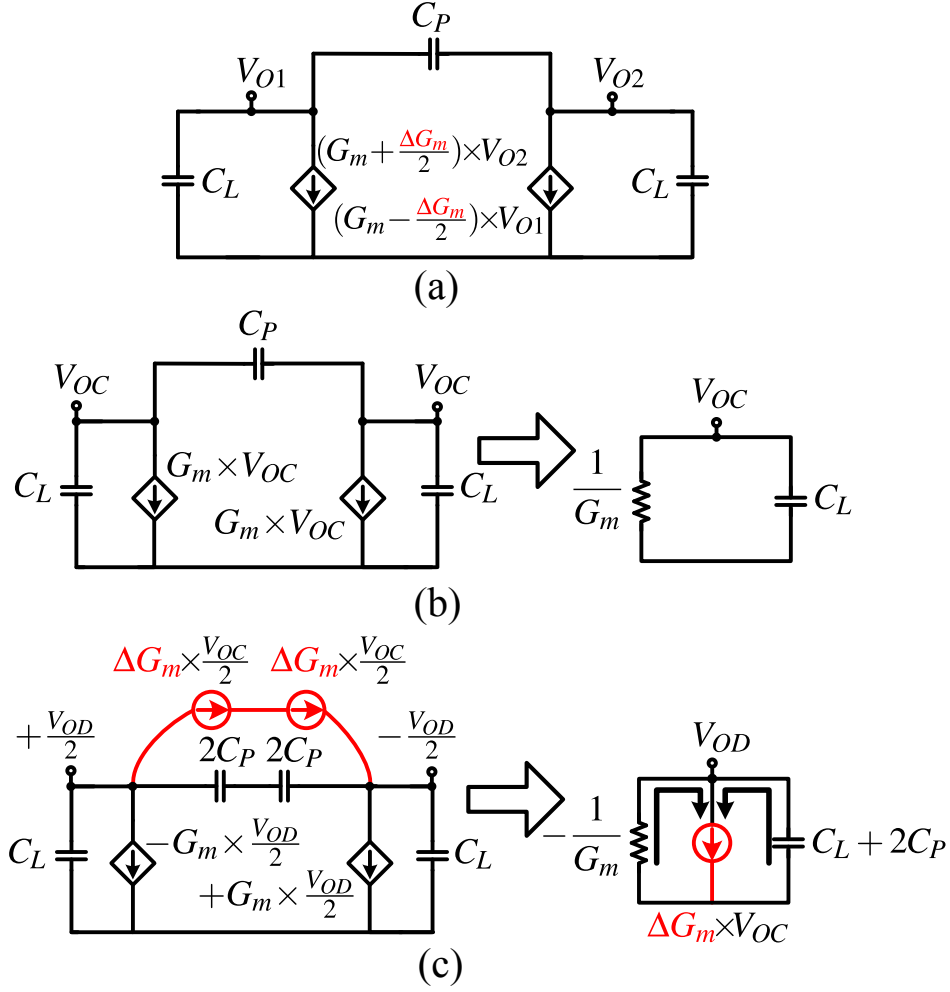 C_P
V_O1 V_O2
(G_m + ΔG_m/2) × V_O2
C_L C_L
(G_m − ΔG_m/2) × V_O1
(a)
C_P
V_OC V_OC V_OC
G_m × V_OC 1/G_m
C_L C_L C_L
G_m × V_OC
(b)
ΔG_m × V_OC/2 ΔG_m × V_OC/2
+ V_OD/2 − V_OD/2 V_OD
2C_P 2C_P
C_L −G_m × V_OD/2 C_L − 1/G_m C_L + 2C_P
+G_m × V_OD/2
ΔG_m × V_OC
(c)